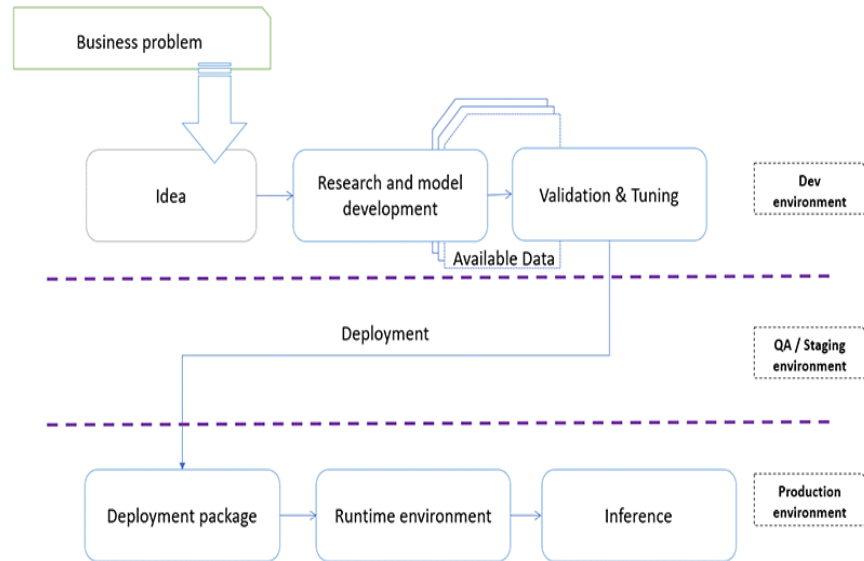 Business problem
Idea
Research and model
development
Validation & Tuning
Dev
environment
Available Data
Deployment
QA / Staging
environment
Deployment package
Runtime environment
Inference
Production
environment